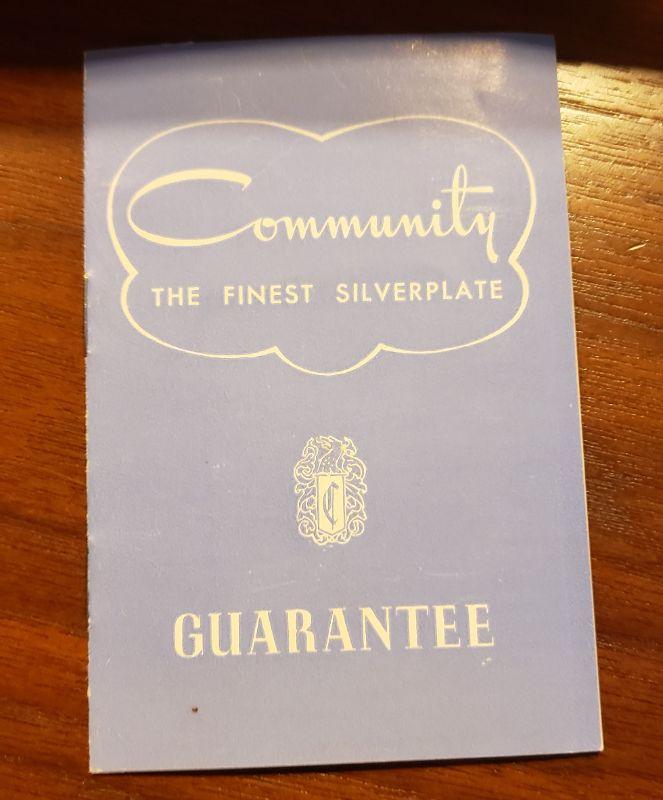 Community
THE FINEST SILVERPLATE
C
GUARANTEE